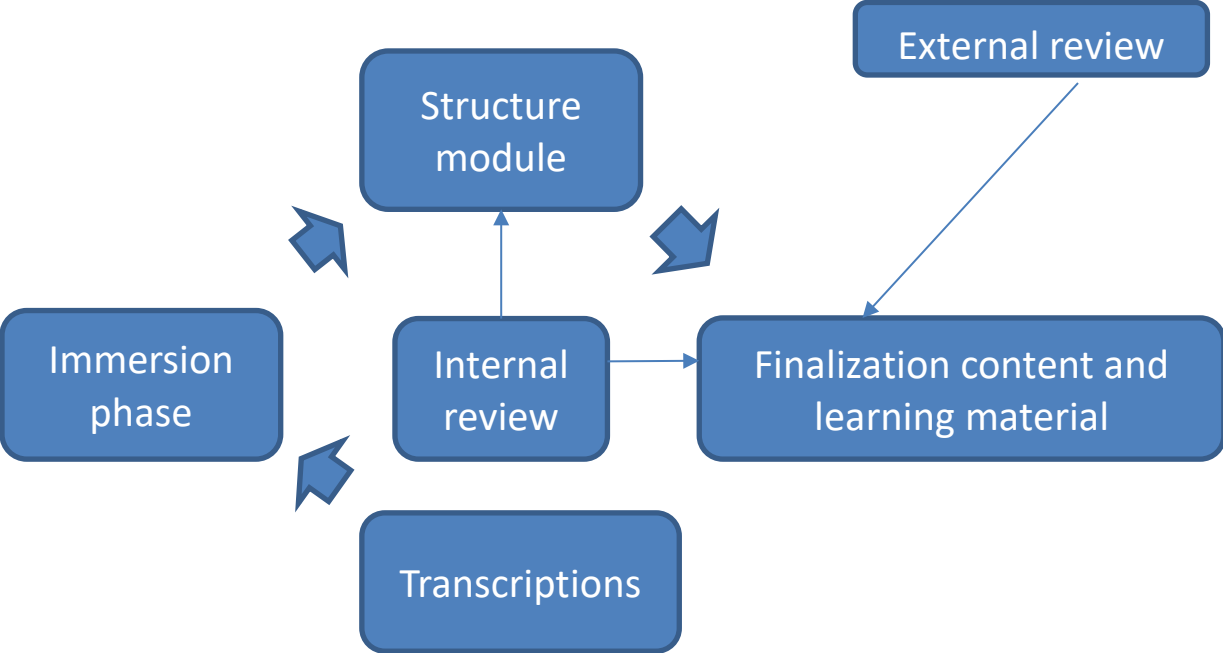 External review
Structure
module
Immersion
phase
Internal
review
Finalization content and
learning material
Transcriptions